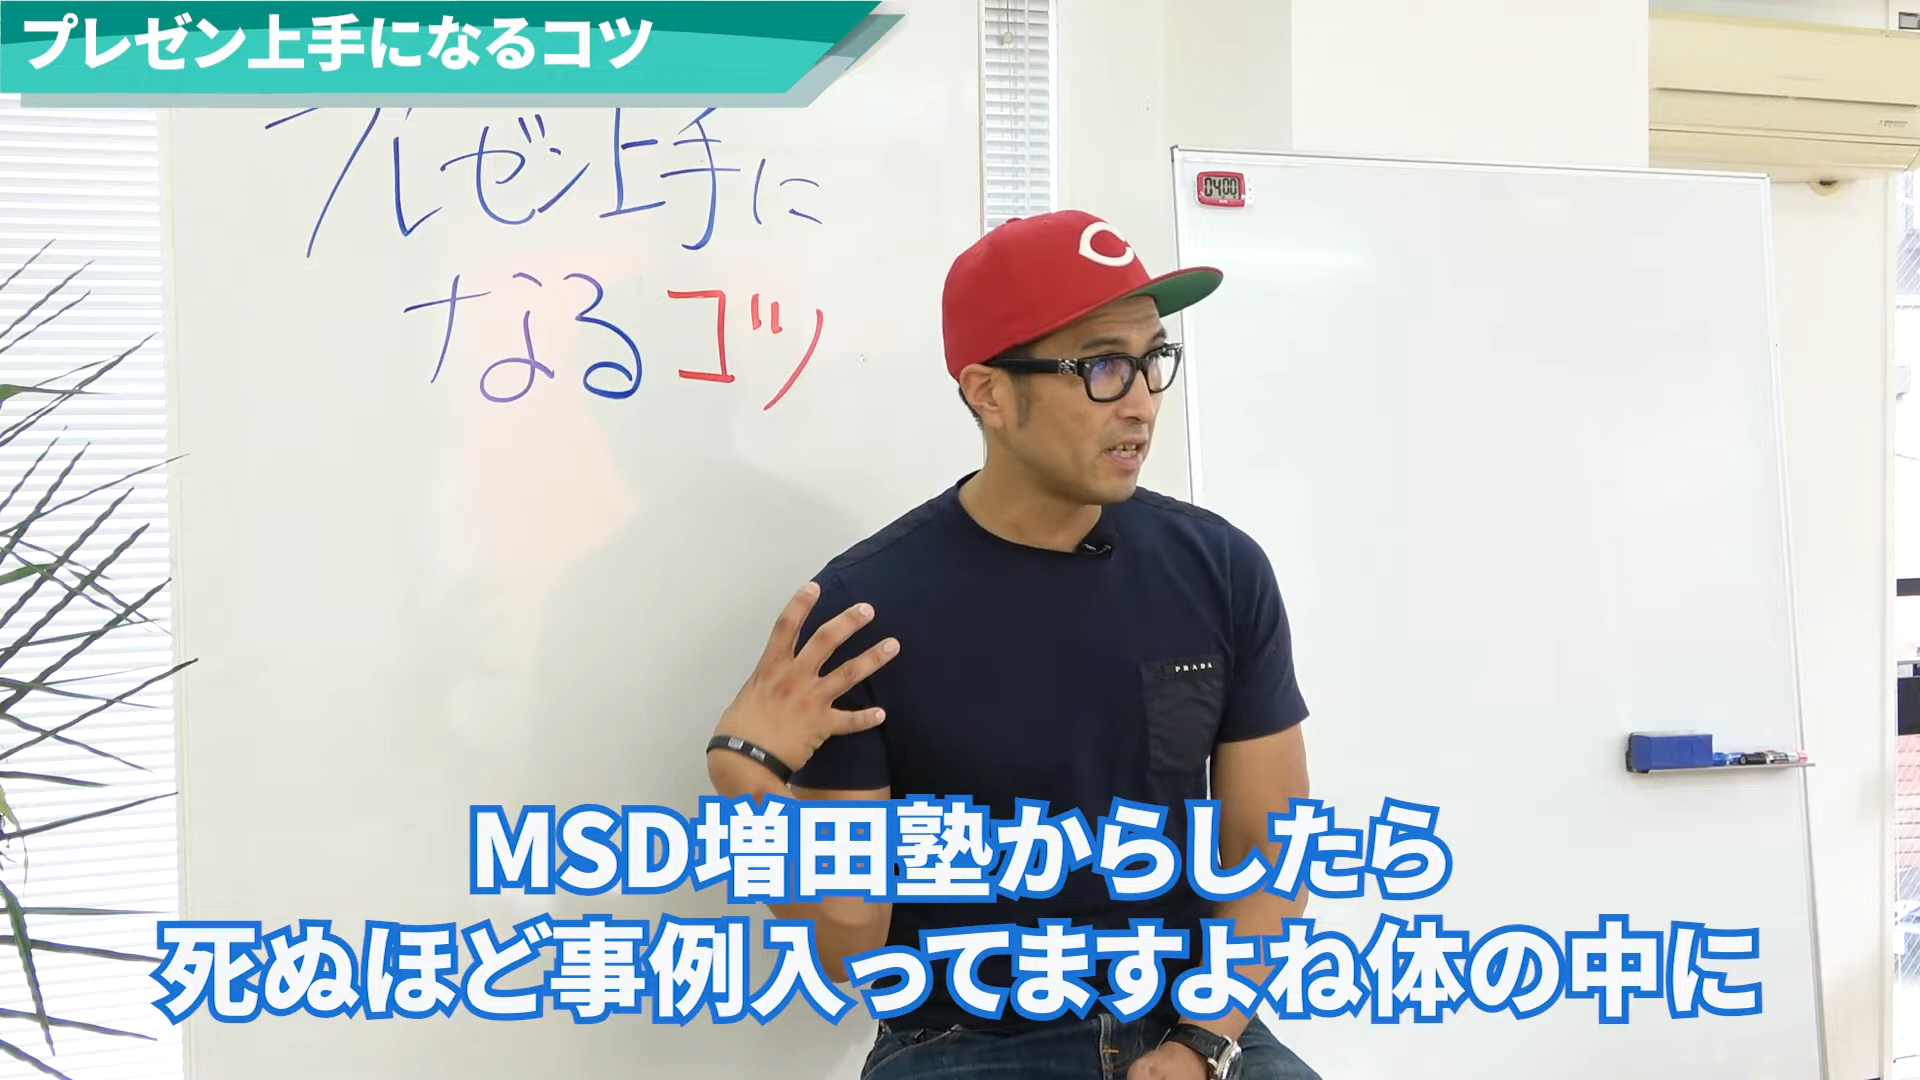 プレゼン上手になるコツ
プレゼン上手に
なるコツ
04:00
C
PRADA
MSD増田塾からしたら
死ぬほど事例入ってますよね体の中に